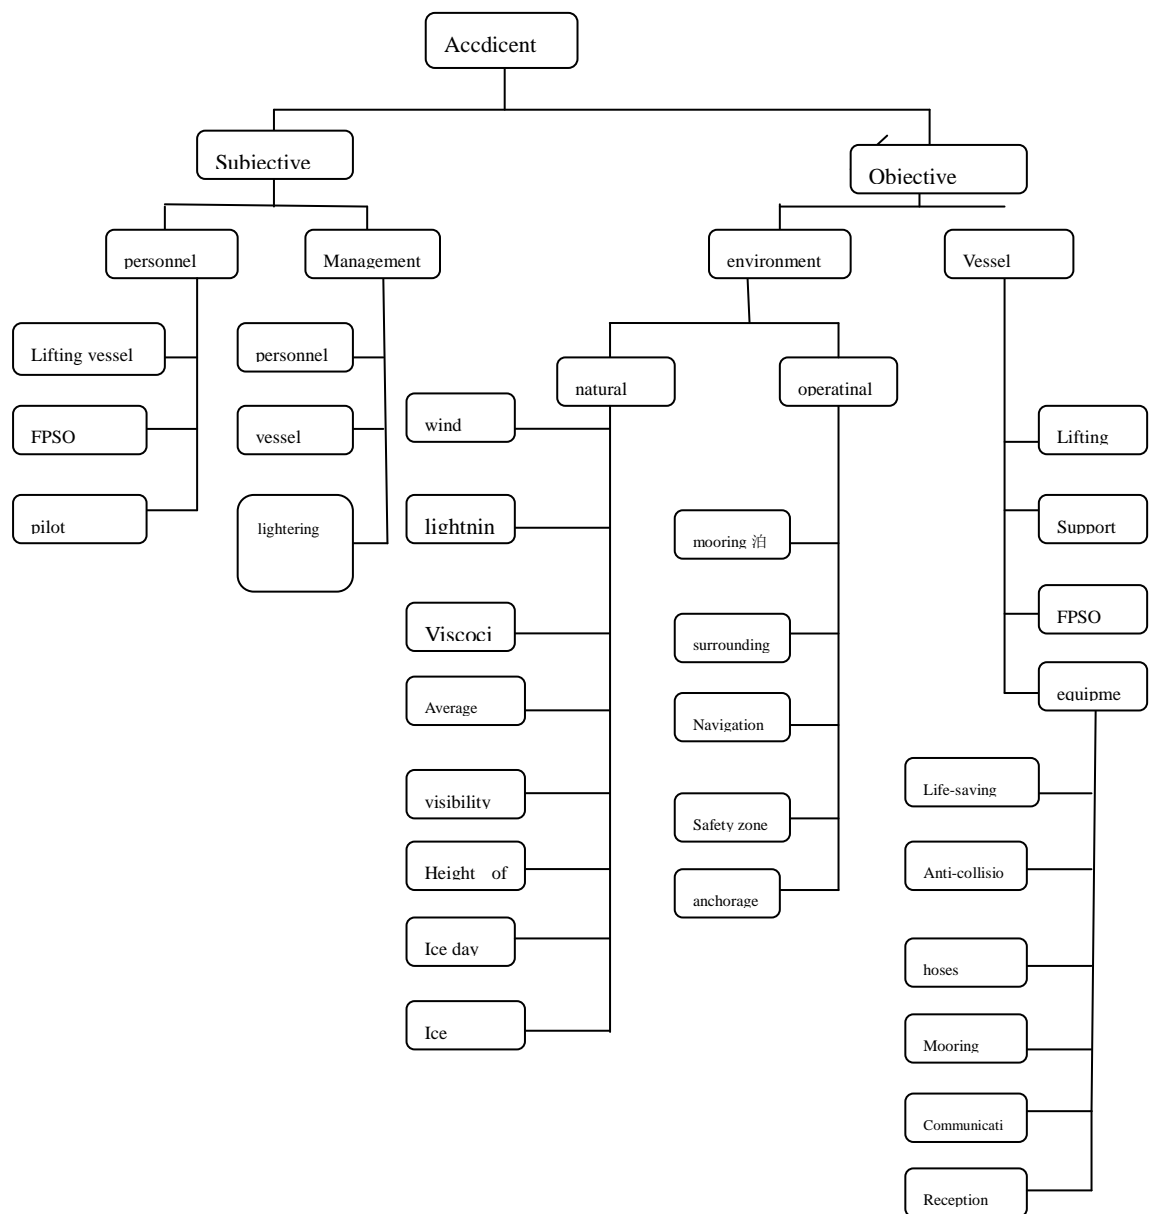 Accdicent
Subjective
Objective
personnel
Management
environment
Vessel
Lifting vessel
personnel
natural
operatinal
FPSO
vessel
wind
Lifting
pilot
lightering
lightnin
mooring 泊
Support
Viscoci
surrounding
FPSO
Average
Navigation
equipme
visibility
Safety zone
Life-saving
Height of
anchorage
Anti-collisio
Ice day
hoses
Ice
Mooring
Communicati
Reception